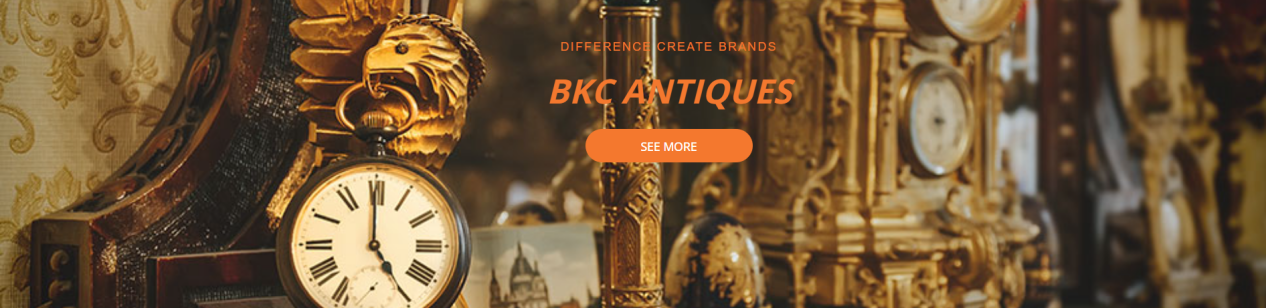 DIFFERENCE CREATE BRANDS
BKC ANTIQUES
SEE MORE